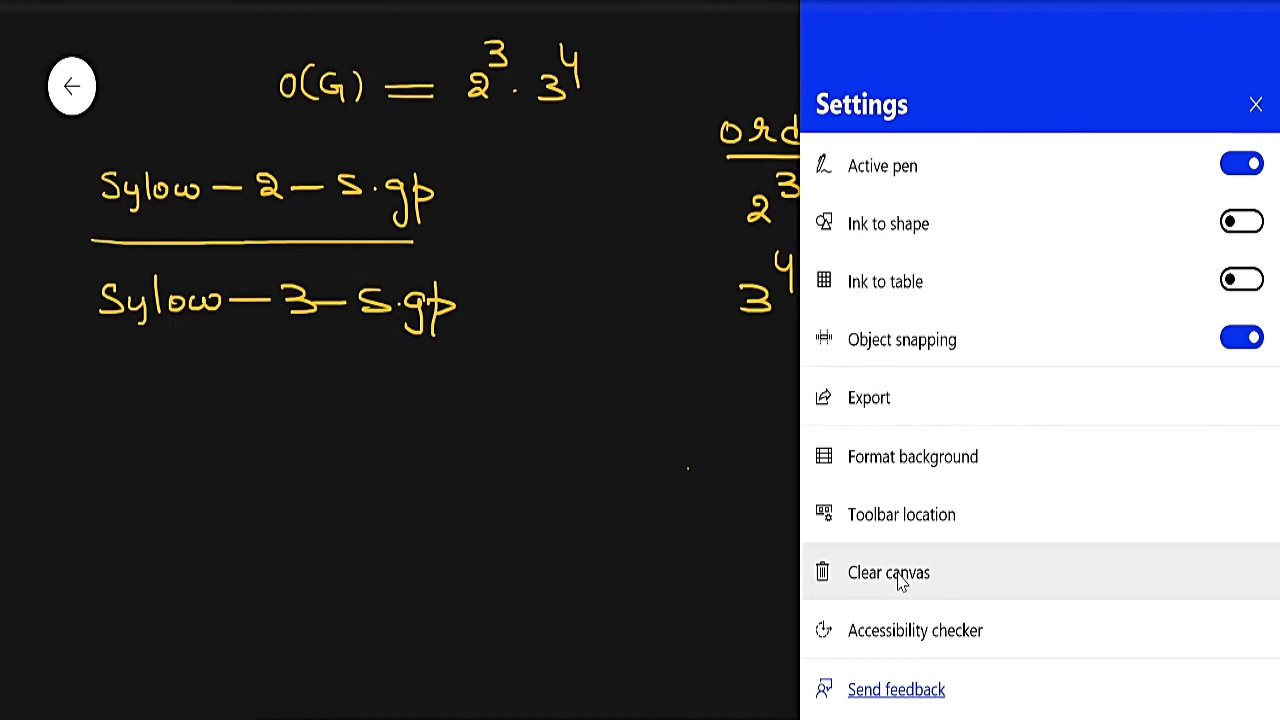 O(G) = 2^3 · 3^4
Sylow - 2 - S.gp
2^3
Sylow - 3 - S.gp
3^4
Settings
Active pen
Ink to shape
Ink to table
Object snapping
Export
Format background
Toolbar location
Clear canvas
Accessibility checker
Send feedback